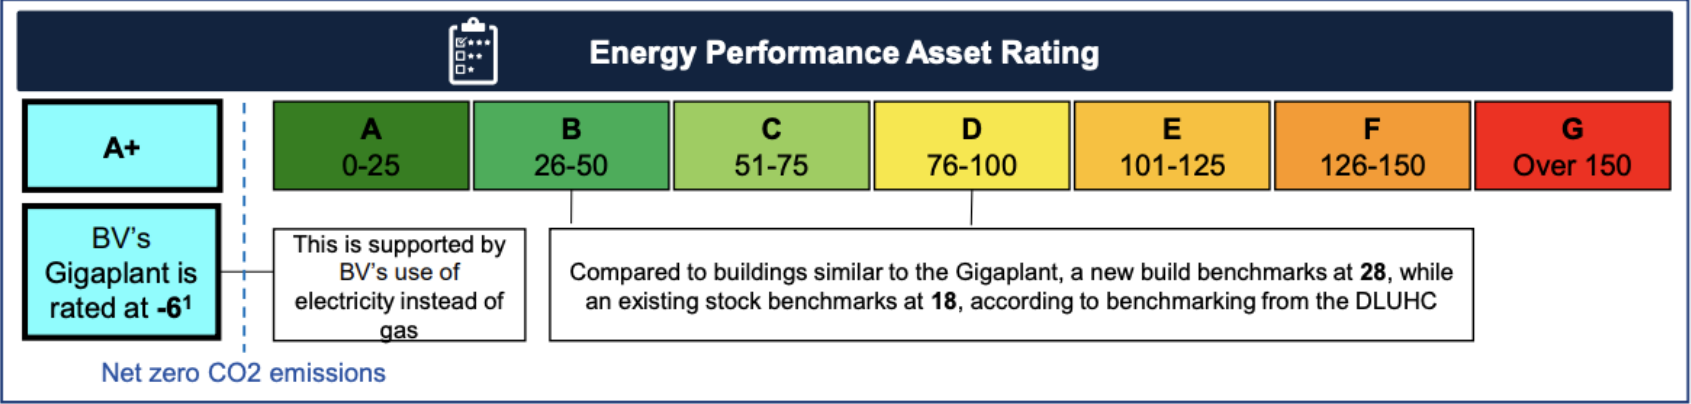 Energy Performance Asset Rating
A+
A
0-25
B
26-50
C
51-75
D
76-100
E
101-125
F
126-150
G
Over 150
BV’s
Gigaplant is
rated at -6¹
This is supported by
BV’s use of
electricity instead of
gas
Compared to buildings similar to the Gigaplant, a new build benchmarks at 28, while
an existing stock benchmarks at 18, according to benchmarking from the DLUHC
Net zero CO2 emissions